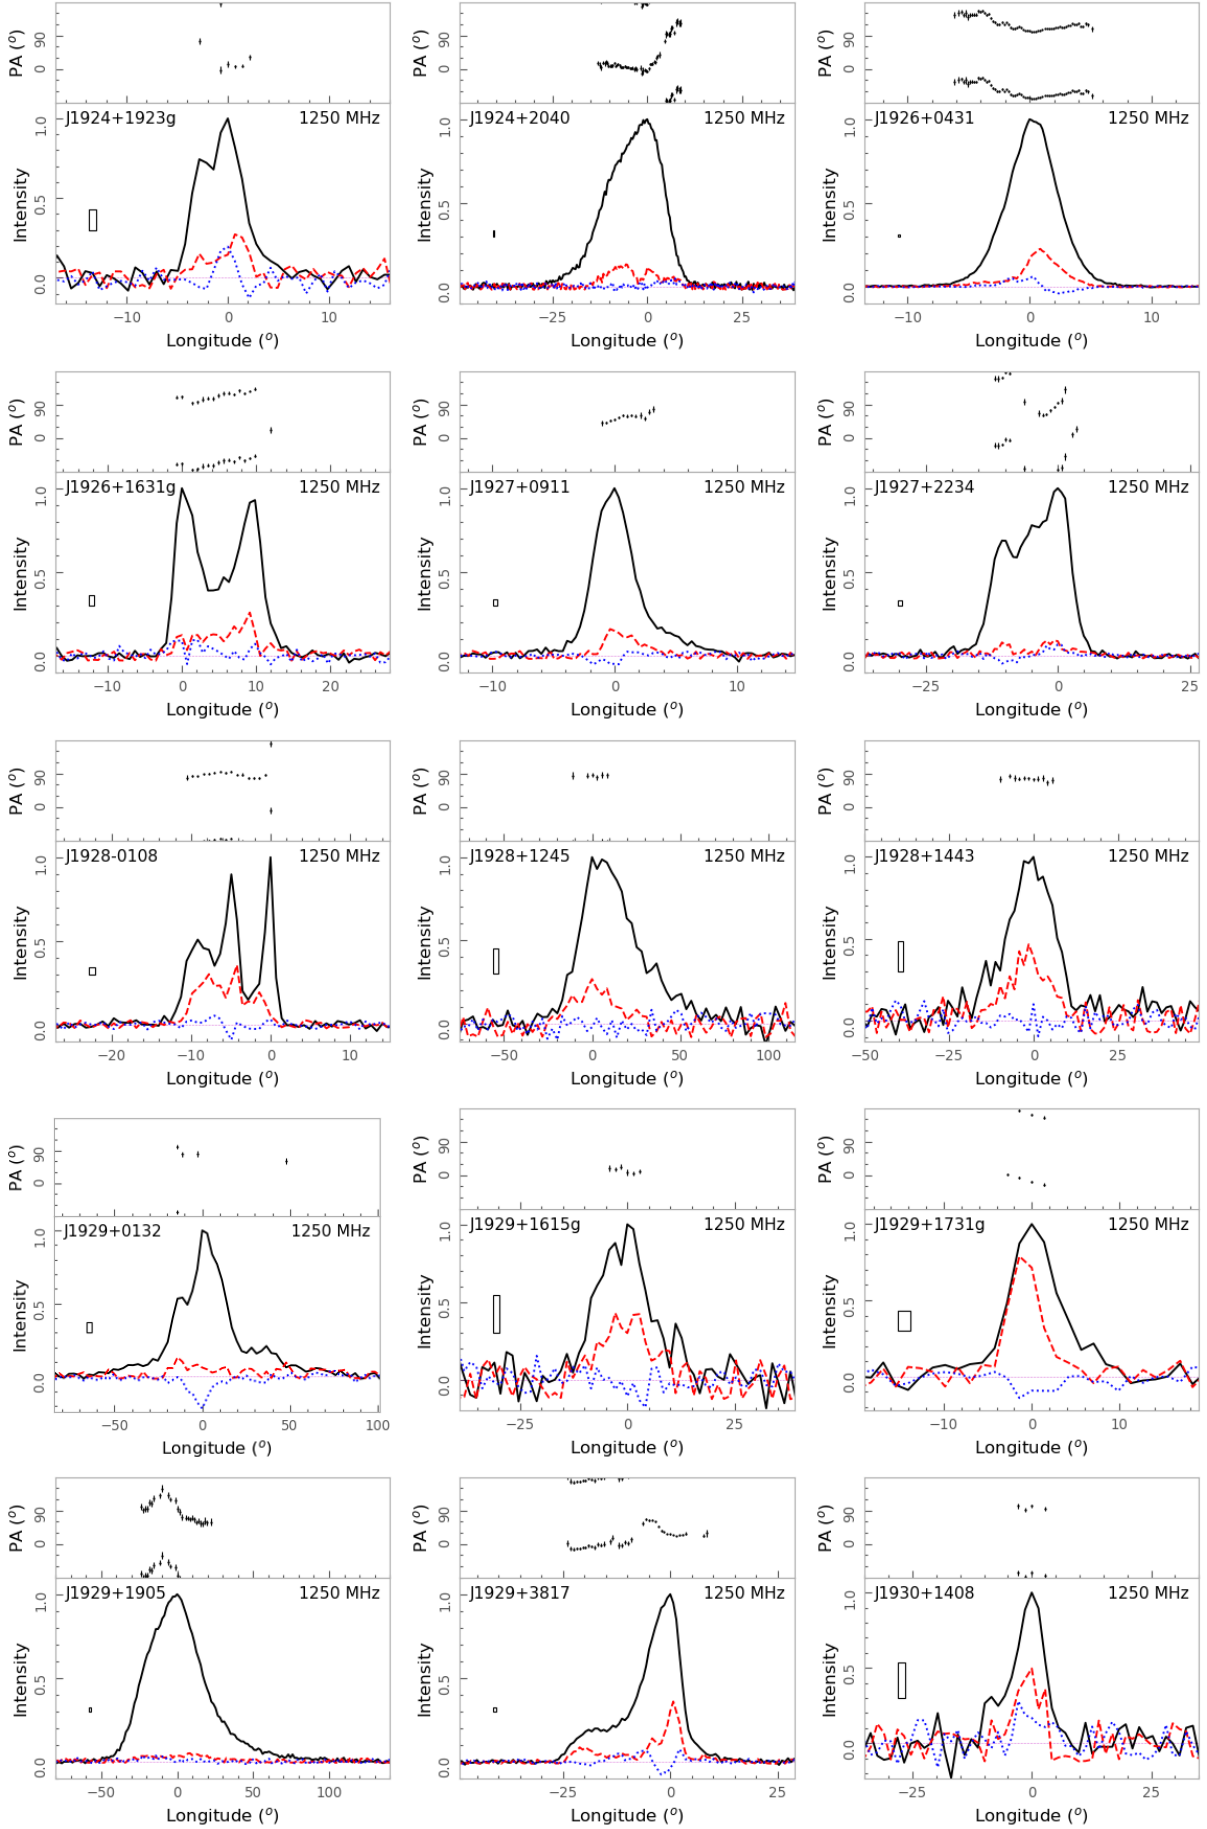 PA (°) 90 0
J1924+1923g 1250 MHz
Intensity 1.0 0.5 0.0
−10 0 10
Longitude (°)
PA (°) 90 0
J1924+2040 1250 MHz
Intensity 1.0 0.5 0.0
−25 0 25
Longitude (°)
PA (°) 90 0
J1926+0431 1250 MHz
Intensity 1.0 0.5 0.0
−10 0 10
Longitude (°)
PA (°) 90 0
J1926+1631g 1250 MHz
Intensity 1.0 0.5 0.0
−10 0 10 20
Longitude (°)
PA (°) 90 0
J1927+0911 1250 MHz
Intensity 1.0 0.5 0.0
−10 0 10
Longitude (°)
PA (°) 90 0
J1927+2234 1250 MHz
Intensity 1.0 0.5 0.0
−25 0 25
Longitude (°)
PA (°) 90 0
J1928-0108 1250 MHz
Intensity 1.0 0.5 0.0
−20 −10 0 10
Longitude (°)
PA (°) 90 0
J1928+1245 1250 MHz
Intensity 1.0 0.5 0.0
−50 0 50 100
Longitude (°)
PA (°) 90 0
J1928+1443 1250 MHz
Intensity 1.0 0.5 0.0
−50 −25 0 25
Longitude (°)
PA (°) 90 0
J1929+0132 1250 MHz
Intensity 1.0 0.5 0.0
−50 0 50 100
Longitude (°)
PA (°) 90 0
J1929+1615g 1250 MHz
Intensity 1.0 0.5 0.0
−25 0 25
Longitude (°)
PA (°) 90 0
J1929+1731g 1250 MHz
Intensity 1.0 0.5 0.0
−10 0 10
Longitude (°)
PA (°) 90 0
J1929+1905 1250 MHz
Intensity 1.0 0.5 0.0
−50 0 50 100
Longitude (°)
PA (°) 90 0
J1929+3817 1250 MHz
Intensity 1.0 0.5 0.0
−25 0 25
Longitude (°)
PA (°) 90 0
J1930+1408 1250 MHz
Intensity 1.0 0.5 0.0
−25 0 25
Longitude (°)